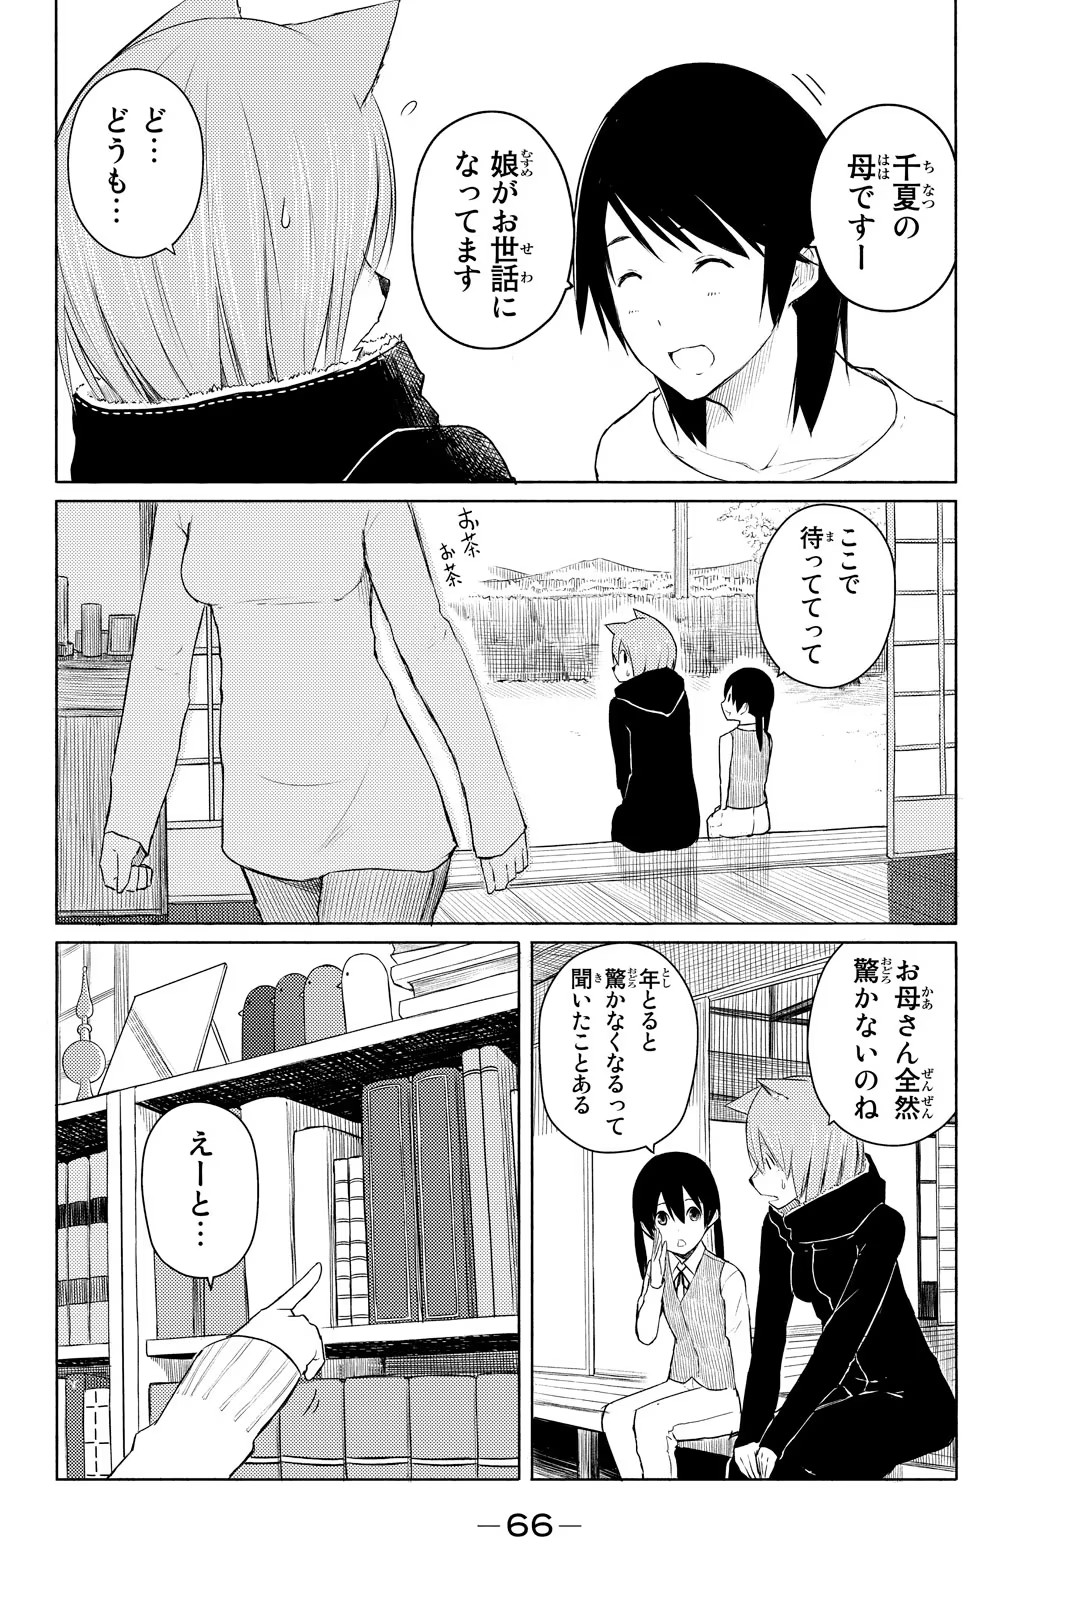 千夏の
母ですー
娘がお世話に
なってます
ど…
どうも…
ここで
待っててって
お茶
お茶
お母さん全然
驚かないのね
年とると
驚かなくなるって
聞いたことある
えーと…
—66—